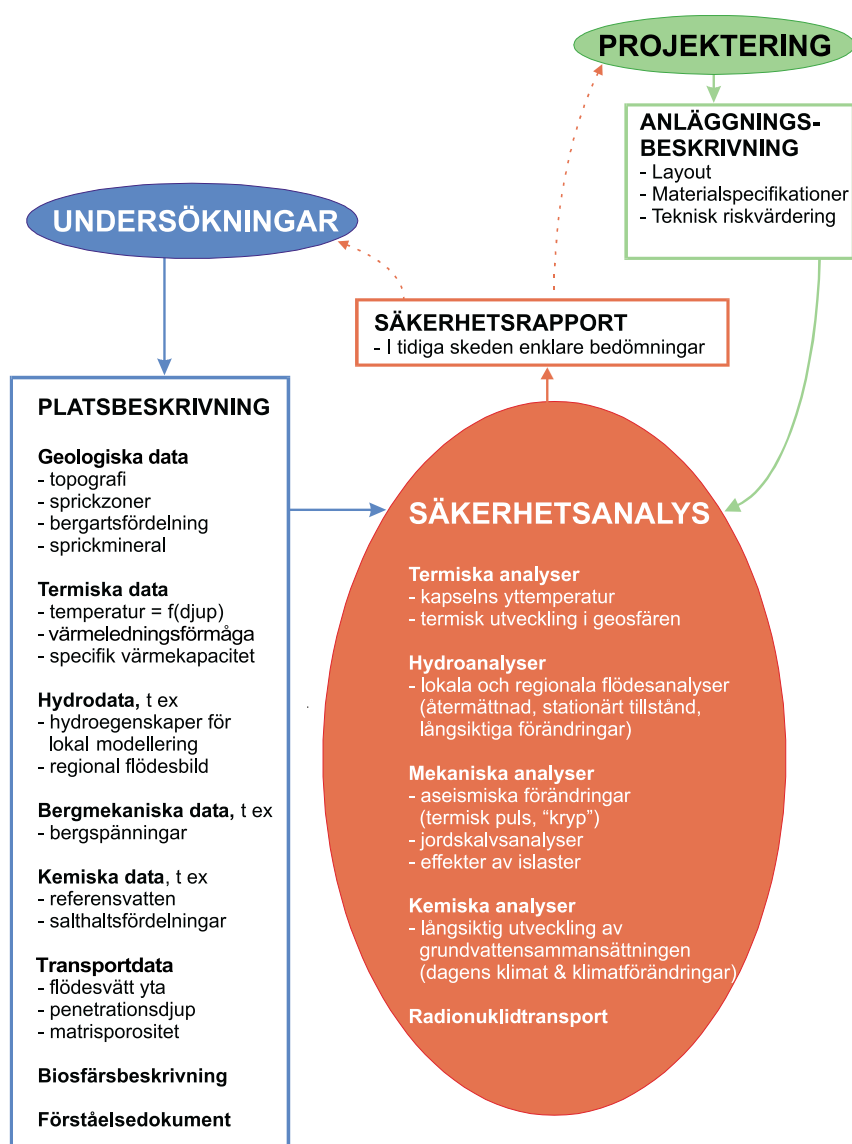 PROJEKTERING
ANLÄGGNINGS-
BESKRIVNING
- Layout
- Materialspecifikationer
- Teknisk riskvärdering
UNDERSÖKNINGAR
SÄKERHETSRAPPORT
- I tidiga skeden enklare bedömningar
PLATSBESKRIVNING
Geologiska data
- topografi
- sprickzoner
- bergartsfördelning
- sprickmineral
Termiska data
- temperatur = f(djup)
- värmeledningsförmåga
- specifik värmekapacitet
Hydrodata, t ex
- hydroegenskaper för
lokal modellering
- regional flödesbild
Bergmekaniska data, t ex
- bergspänningar
Kemiska data, t ex
- referensvatten
- salthaltsfördelningar
Transportdata
- flödesvätt yta
- penetrationsdjup
- matrisporositet
Biosfärsbeskrivning
Förståelsedokument
SÄKERHETSANALYS
Termiska analyser
- kapselns yttemperatur
- termisk utveckling i geosfären
Hydroanalyser
- lokala och regionala flödesanalyser
(återmättnad, stationärt tillstånd,
långsiktiga förändringar)
Mekaniska analyser
- aseismiska förändringar
(termisk puls, “kryp”)
- jordskalvsanalyser
- effekter av islaster
Kemiska analyser
- långsiktig utveckling av
grundvattensammansättningen
(dagens klimat & klimatförändringar)
Radionuklidtransport